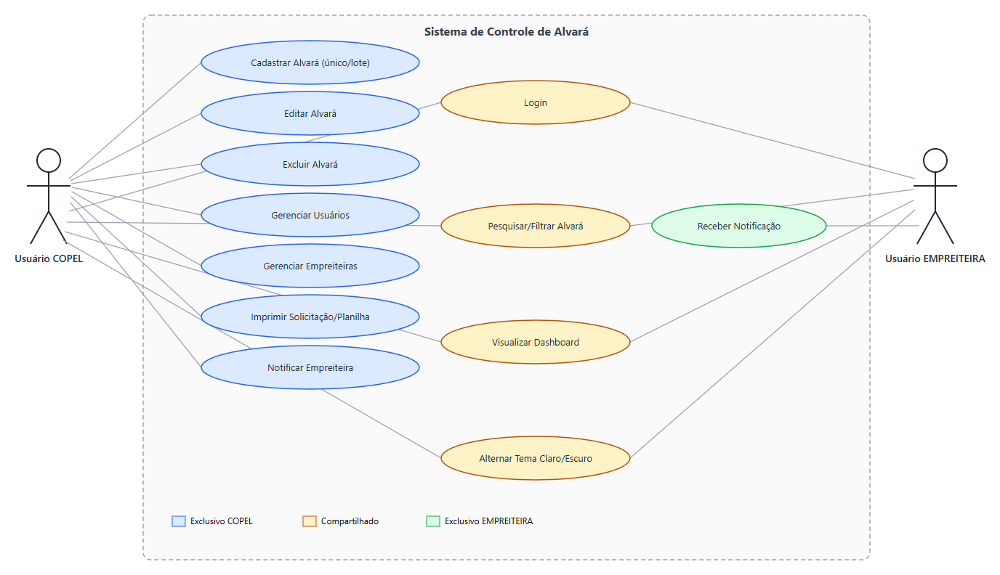 Sistema de Controle de Alvará
Cadastrar Alvará (único/lote)
Editar Alvará
Excluir Alvará
Gerenciar Usuários
Gerenciar Empreiteiras
Imprimir Solicitação/Planilha
Notificar Empreiteira
Login
Pesquisar/Filtrar Alvará
Visualizar Dashboard
Alternar Tema Claro/Escuro
Receber Notificação
Usuário COPEL
Usuário EMPREITEIRA
Exclusivo COPEL
Compartilhado
Exclusivo EMPREITEIRA